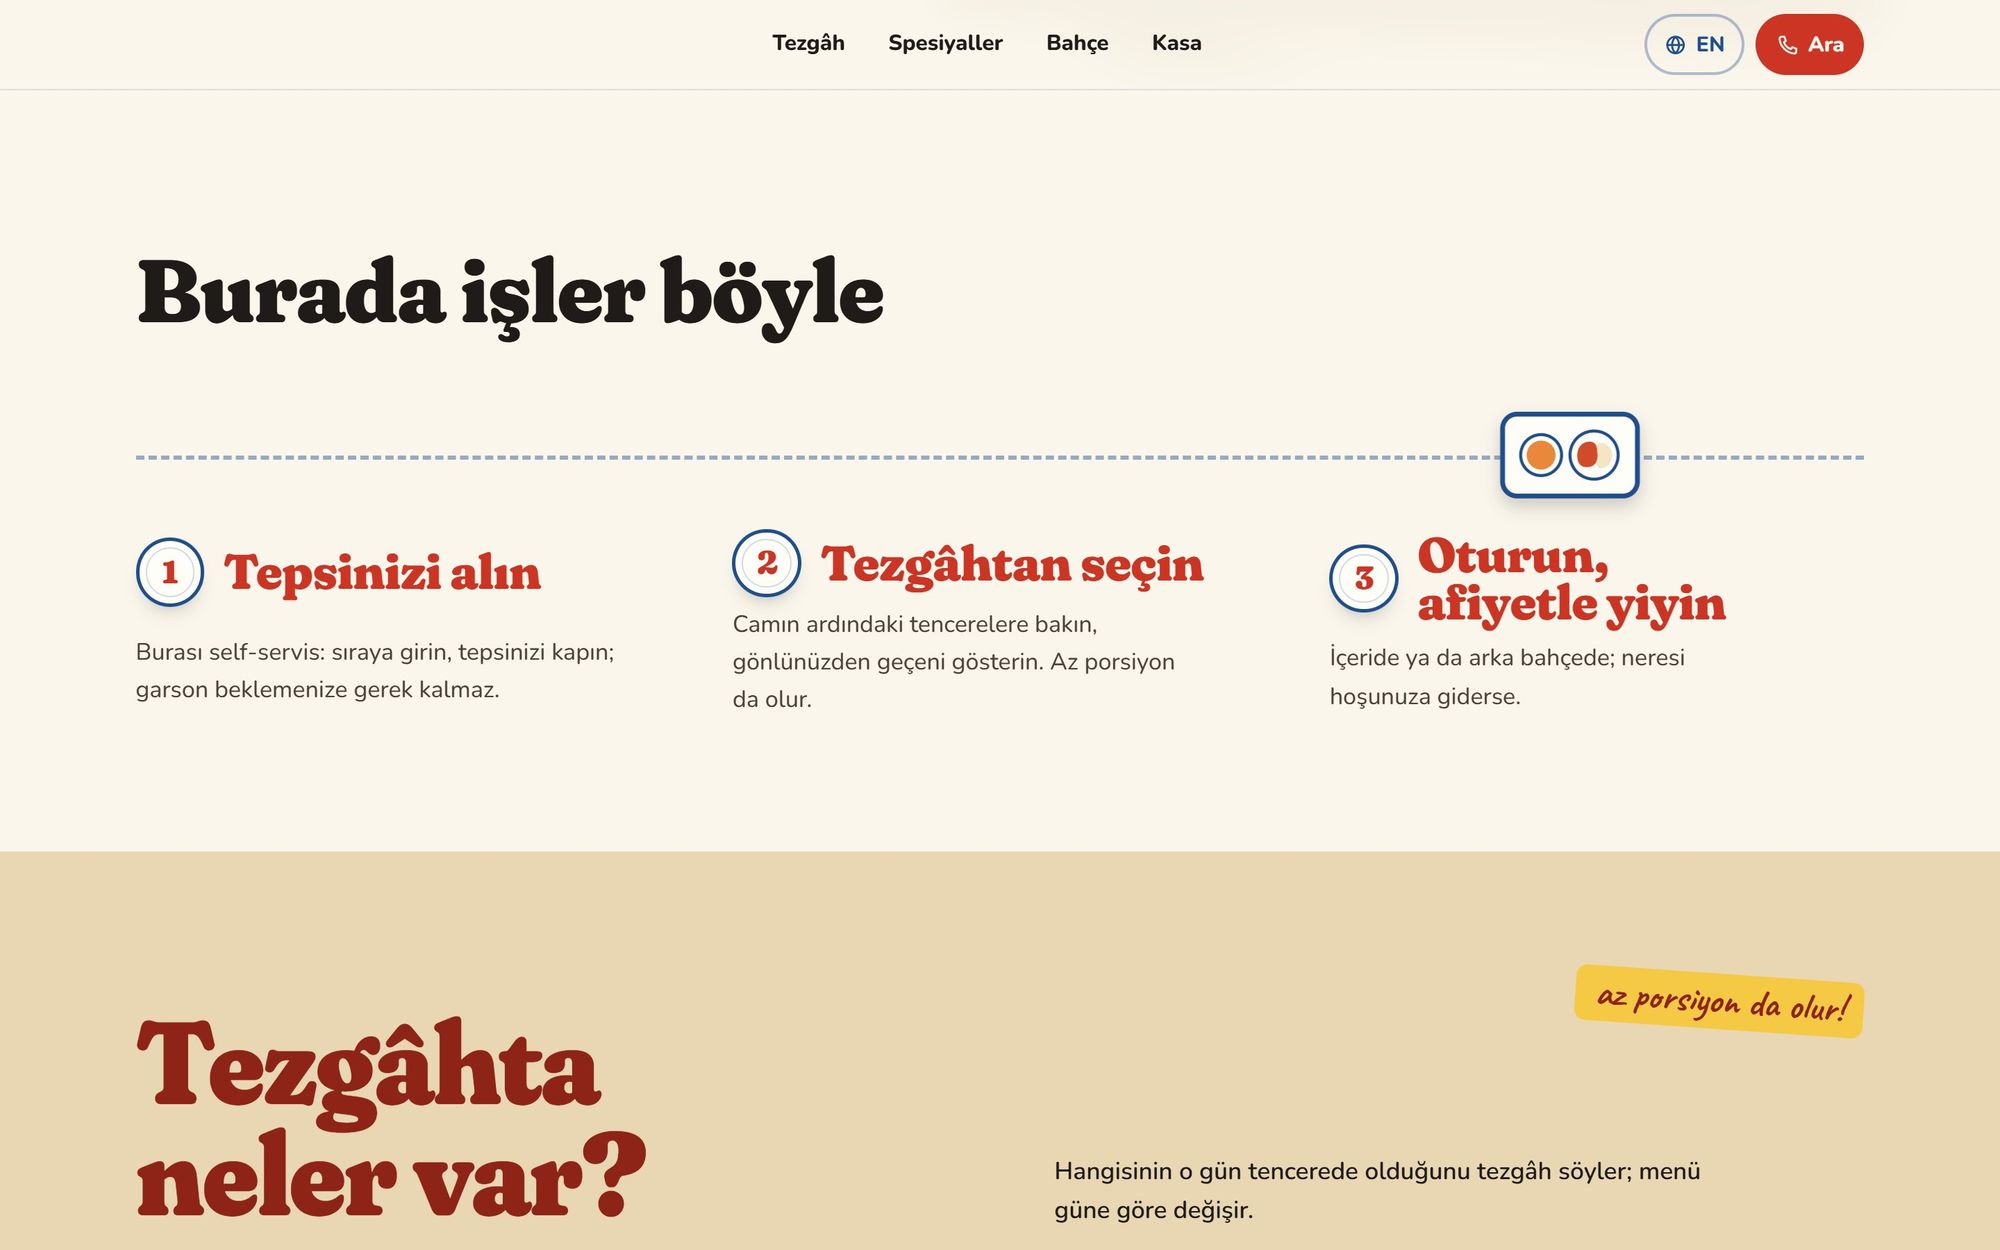 Tezgâh
Spesiyaller
Bahçe
Kasa
EN
Ara
Burada işler böyle
1
Tepsinizi alın
Burası self-servis: sıraya girin, tepsinizi kapın;
garson beklemenize gerek kalmaz.
2
Tezgâhtan seçin
Camın ardındaki tencerelere bakın,
gönlünüzden geçeni gösterin. Az porsiyon
da olur.
3
Oturun,
afiyetle yiyin
İçeride ya da arka bahçede; neresi
hoşunuza giderse.
az porsiyon da olur!
Tezgâhta
neler var?
Hangisinin o gün tencerede olduğunu tezgâh söyler; menü
güne göre değişir.